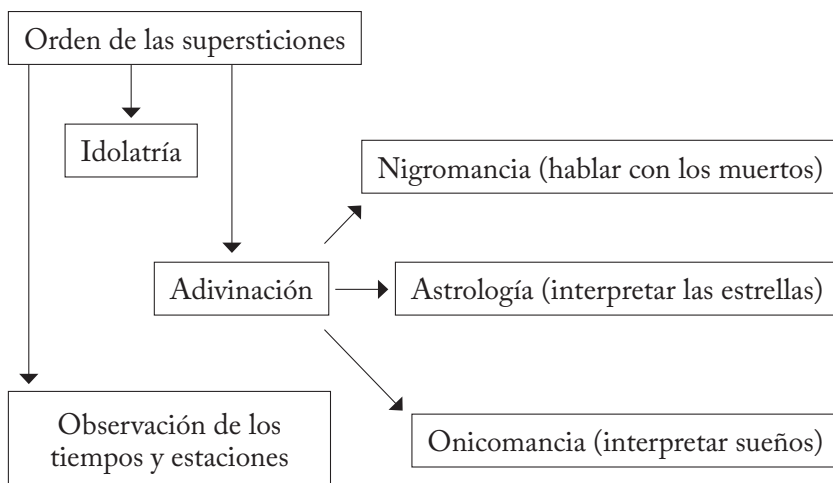 Orden de las supersticiones
Idolatría
Nigromancia (hablar con los muertos)
Adivinación
Astrología (interpretar las estrellas)
Observación de los
tiempos y estaciones
Onicomancia (interpretar sueños)